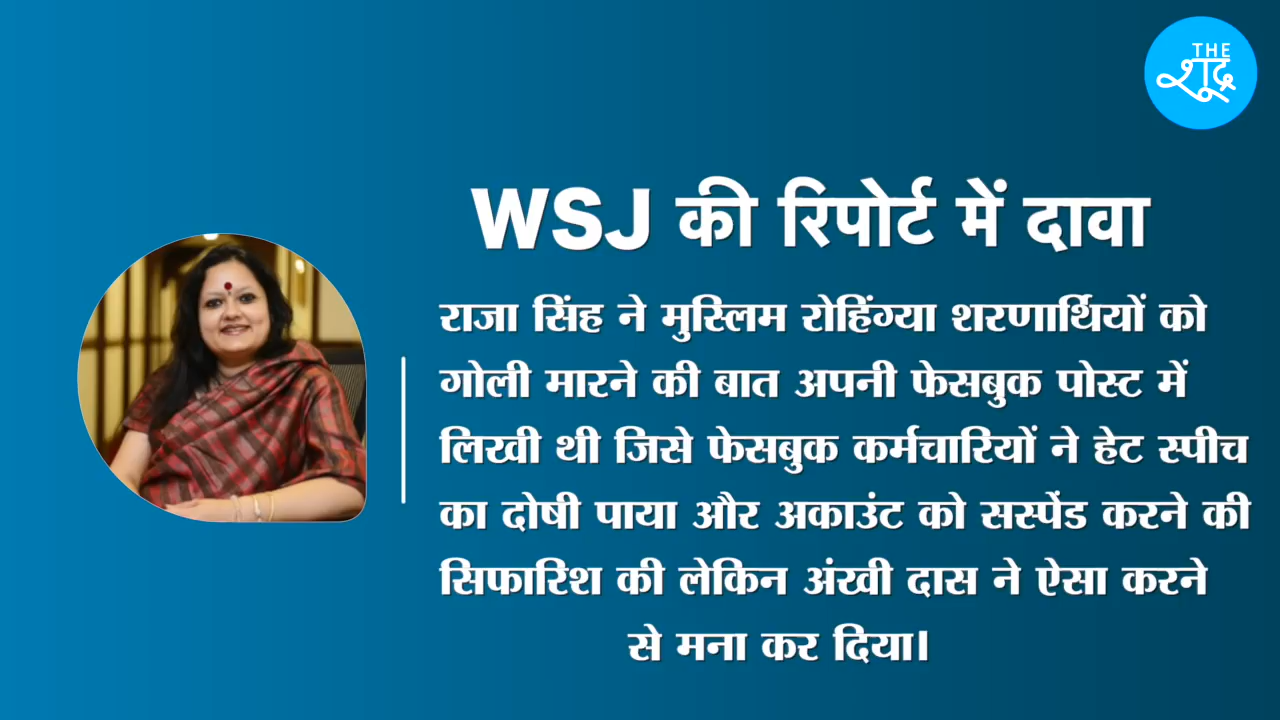 THE
शूद्र
WSJ की रिपोर्ट में दावा
राजा सिंह ने मुस्लिम रोहिंग्या शरणार्थियों को
गोली मारने की बात अपनी फेसबुक पोस्ट में
लिखी थी जिसे फेसबुक कर्मचारियों ने हेट स्पीच
का दोषी पाया और अकाउंट को सस्पेंड करने की
सिफारिश की लेकिन अंखी दास ने ऐसा करने
से मना कर दिया।